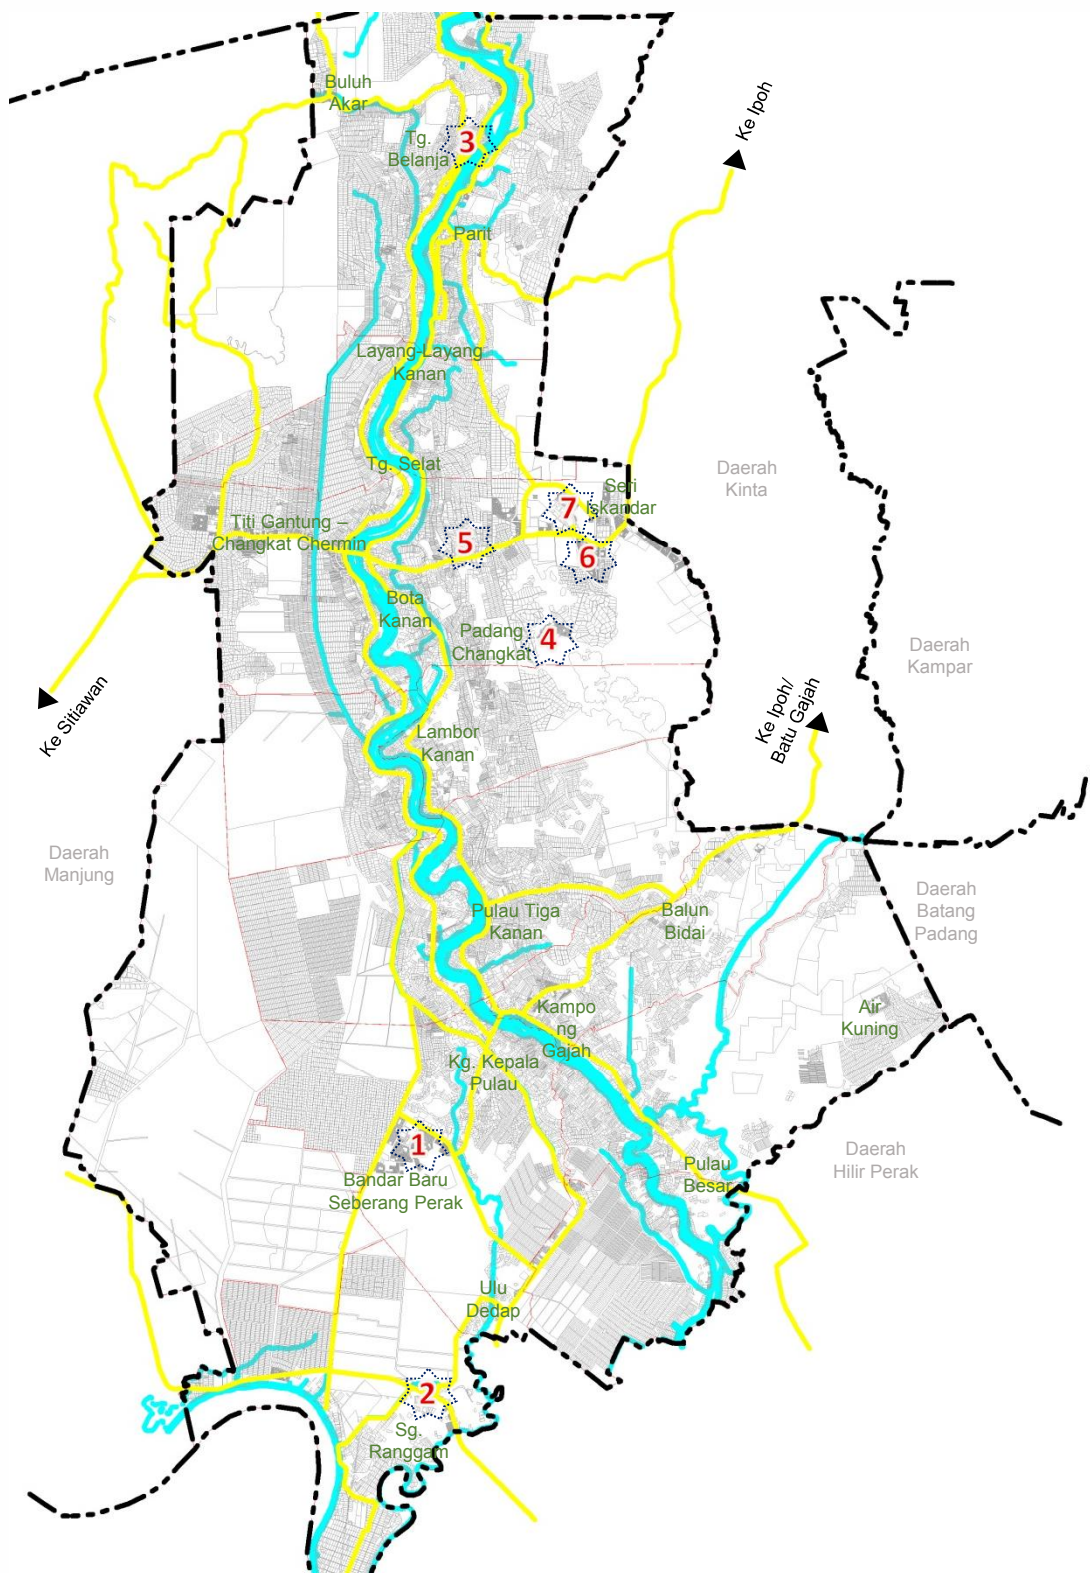 Buluh
Akar
Ke Ipoh
Tg.
Belanja
3
Parit
Layang-Layang
Kanan
Tg. Selat
Daerah
Kinta
Seri
Iskandar
7
Titi Gantung –
Changkat Chermin
5
6
Bota
Kanan
Padang
Changkat
4
Daerah
Kampar
Ke Sitiawan
Ke Ipoh/
Batu Gajah
Lambor
Kanan
Daerah
Manjung
Pulau Tiga
Kanan
Balun
Bidai
Daerah
Batang
Padang
Air
Kuning
Kampo
ng
Gajah
Kg. Kepala
Pulau
1
Bandar Baru
Seberang Perak
Pulau
Besar
Daerah
Hilir Perak
Ulu
Dedap
2
Sg.
Ranggam